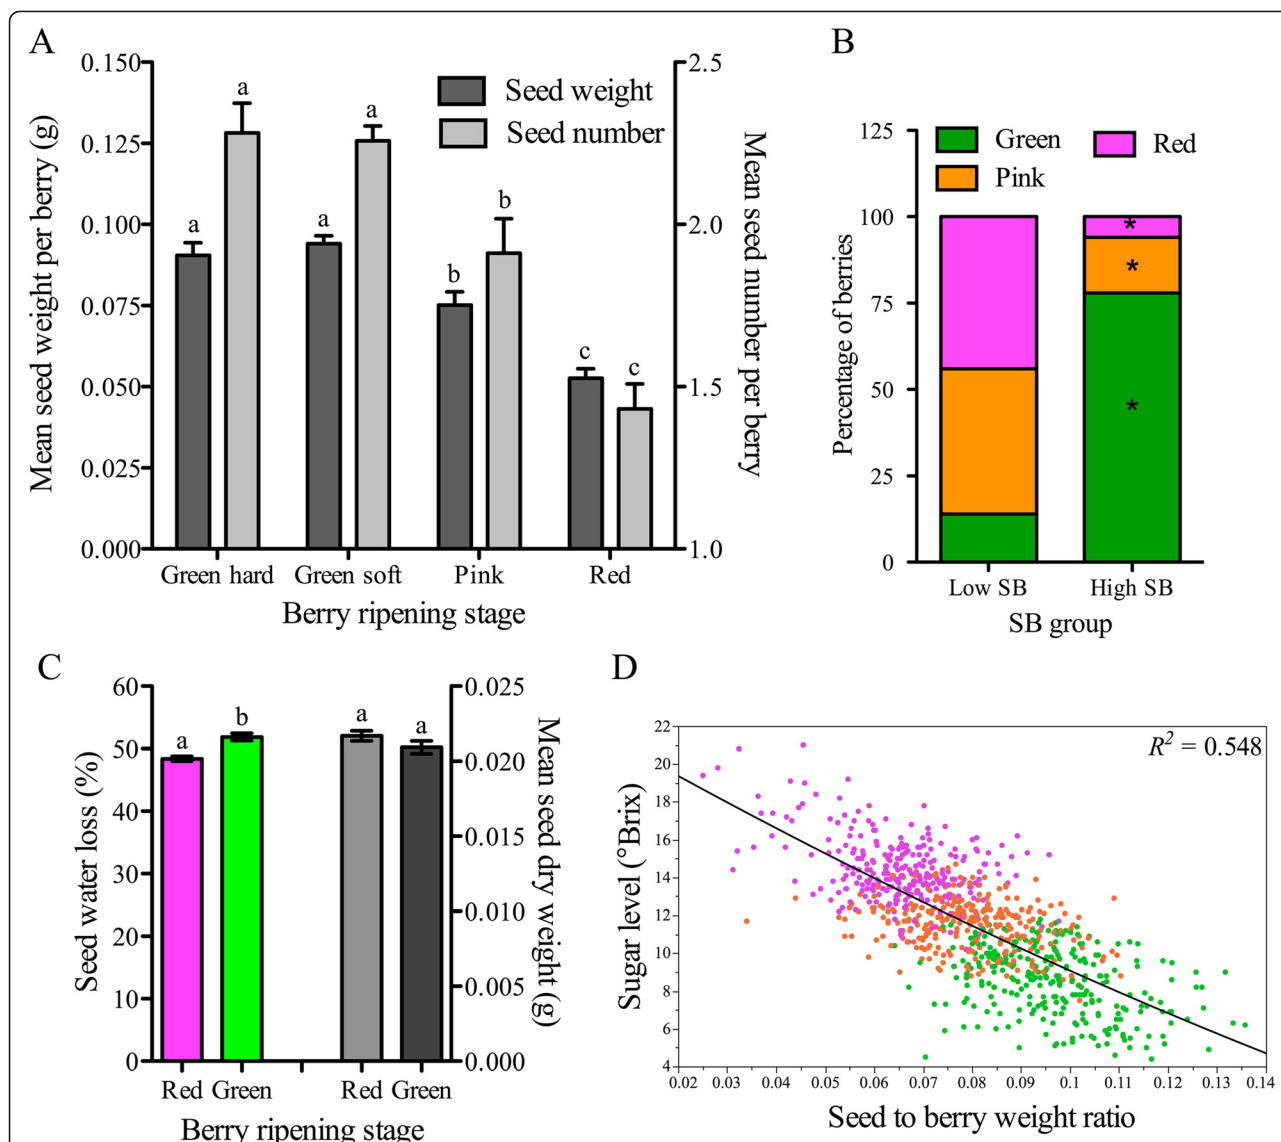 A
Mean seed weight per berry (g)
0.150
0.125
0.100
0.075
0.050
0.025
0.000
Seed weight
Seed number
a
a
a
a
b
b
c
c
2.5
2.0
1.5
1.0
Mean seed number per berry
Green hard
Green soft
Pink
Red
Berry ripening stage
B
Percentage of berries
125
100
75
50
25
0
Green
Red
Pink
*
*
*
Low SB
High SB
SB group
C
Seed water loss (%)
60
50
40
30
20
10
0
a
b
a
a
0.025
0.020
0.015
0.010
0.005
0.000
Mean seed dry weight (g)
Red
Green
Red
Green
Berry ripening stage
D
Sugar level (°Brix)
22
20
18
16
14
12
10
8
6
4
R² = 0.548
0.02
0.03
0.04
0.05
0.06
0.07
0.08
0.09
0.1
0.11
0.12
0.13
0.14
Seed to berry weight ratio